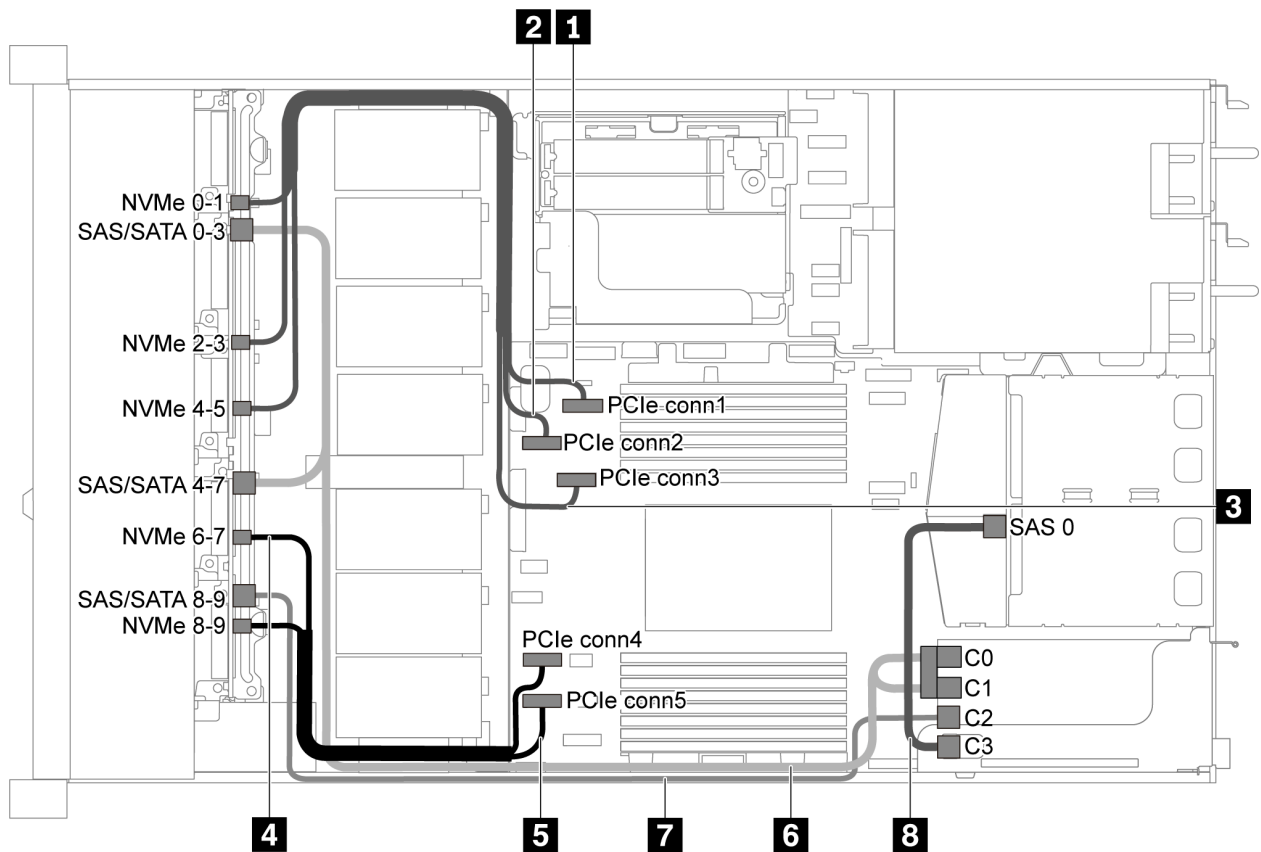 2 1
NVMe 0-1
SAS/SATA 0-3
NVMe 2-3
NVMe 4-5
PCIe conn1
PCIe conn2
PCIe conn3
SAS/SATA 4-7
3
NVMe 6-7
SAS 0
SAS/SATA 8-9
NVMe 8-9
PCIe conn4
C0
C1
PCIe conn5
C2
C3
4 5 7 6 8